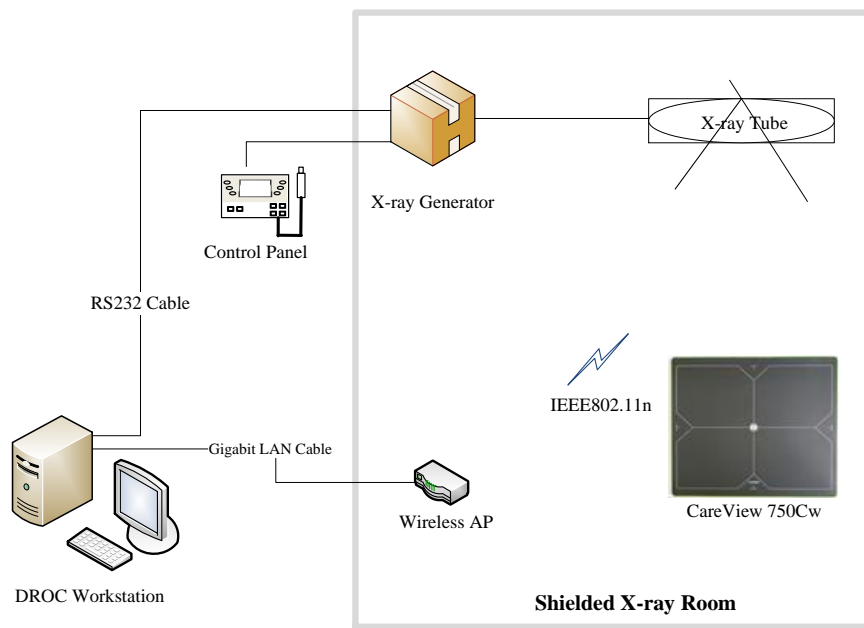 X-ray Tube
X-ray Generator
Control Panel
RS232 Cable
IEEE802.11n
Gigabit LAN Cable
Wireless AP
CareView 750Cw
DROC Workstation
Shielded X-ray Room